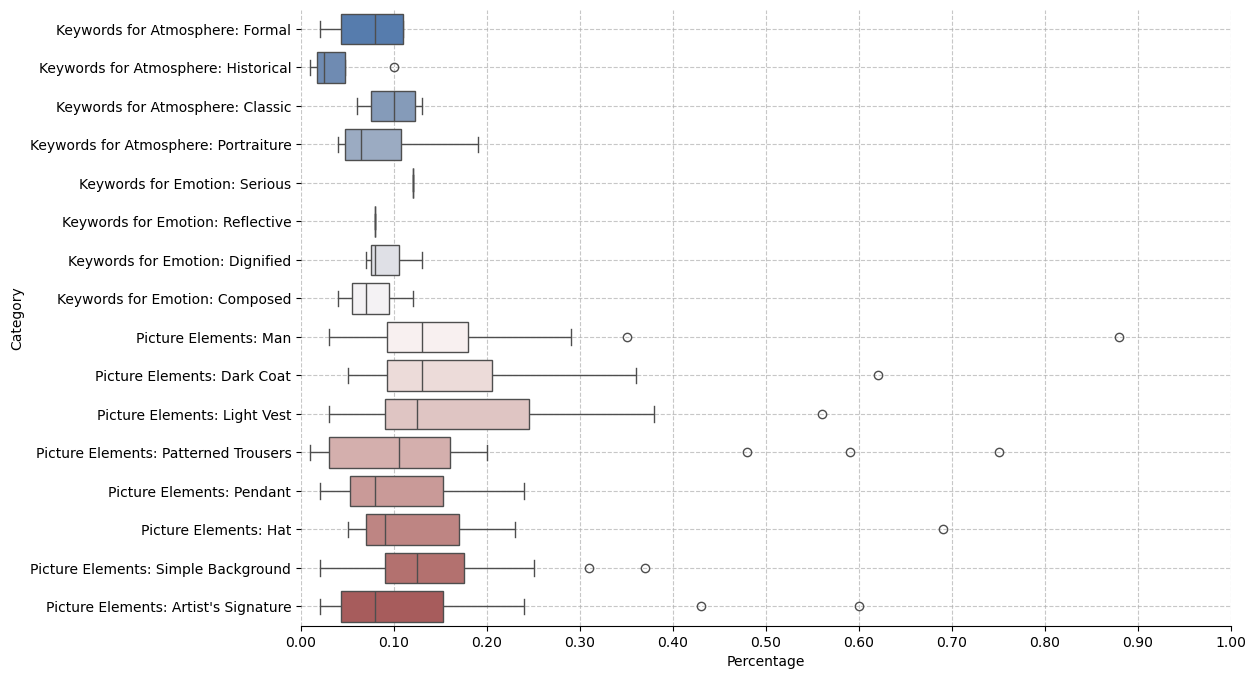 Category
Keywords for Atmosphere: Formal
Keywords for Atmosphere: Historical
Keywords for Atmosphere: Classic
Keywords for Atmosphere: Portraiture
Keywords for Emotion: Serious
Keywords for Emotion: Reflective
Keywords for Emotion: Dignified
Keywords for Emotion: Composed
Picture Elements: Man
Picture Elements: Dark Coat
Picture Elements: Light Vest
Picture Elements: Patterned Trousers
Picture Elements: Pendant
Picture Elements: Hat
Picture Elements: Simple Background
Picture Elements: Artist's Signature
0.00 0.10 0.20 0.30 0.40 0.50 0.60 0.70 0.80 0.90 1.00
Percentage